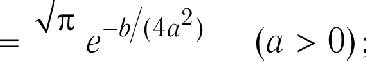 = √π e^{-b/(4a^2)} (a > 0);